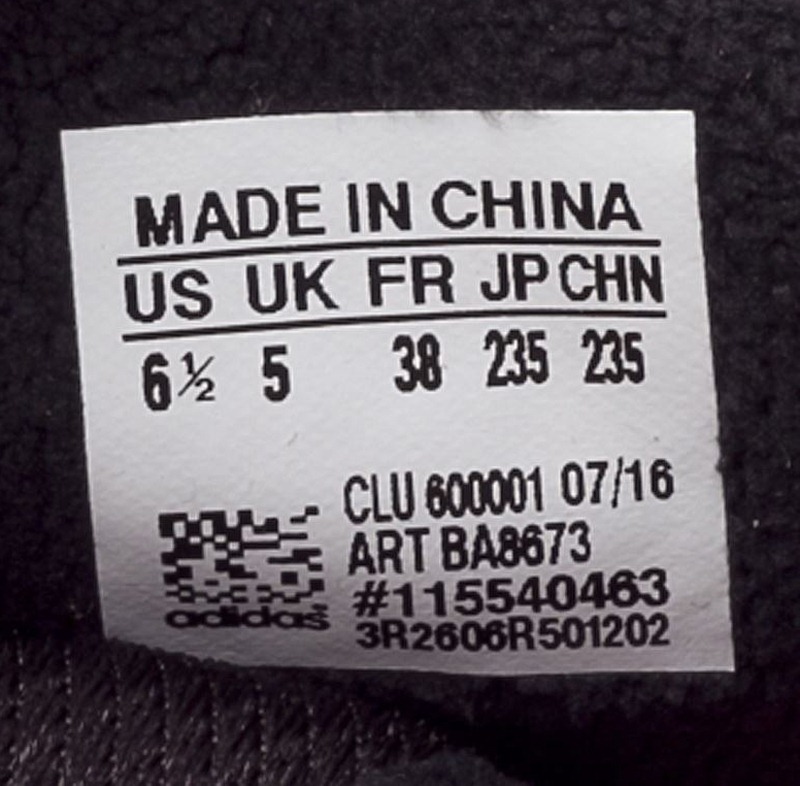 MADE IN CHINA
US UK FR JP CHN
6½ 5 38 235 235
CLU 600001 07/16
ART BA8673
#115540463
3R2606R501202
adidas